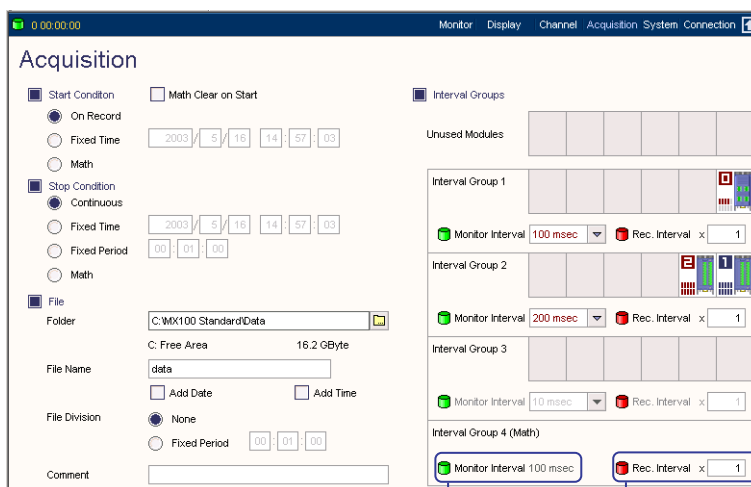 0 00:00:00 Monitor Display Channel Acquisition System Connection
Acquisition
Start Conditon
Math Clear on Start
On Record
Fixed Time 2003 / 5 / 16 14 : 57 : 03
Math
Stop Condition
Continuous
Fixed Time 2003 / 5 / 16 14 : 57 : 03
Fixed Period 00 : 01 : 00
Math
File
Folder C:\MX100 Standard\Data
C: Free Area 16.2 GByte
File Name data
Add Date Add Time
File Division None
Fixed Period 00 : 01 : 00
Comment
Interval Groups
Unused Modules
Interval Group 1
0
Monitor Interval 100 msec Rec. Interval x 1
Interval Group 2
2 1
Monitor Interval 200 msec Rec. Interval x 1
Interval Group 3
Monitor Interval 10 msec Rec. Interval x 1
Interval Group 4 (Math)
Monitor Interval 100 msec Rec. Interval x 1